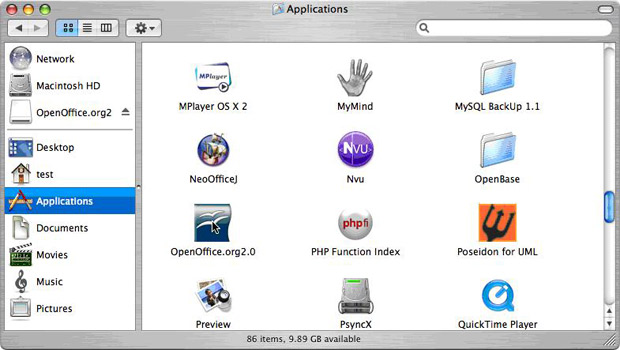 Applications
Network
Macintosh HD
OpenOffice.org2
Desktop
test
Applications
Documents
Movies
Music
Pictures
MPlayer
MPlayer OS X 2
MyMind
MySQL BackUp 1.1
NeoOfficeJ
Nvu
Nvu
OpenBase
OpenOffice.org2.0
phpfi
PHP Function Index
Poseidon for UML
Preview
PsyncX
QuickTime Player
86 items, 9.89 GB available